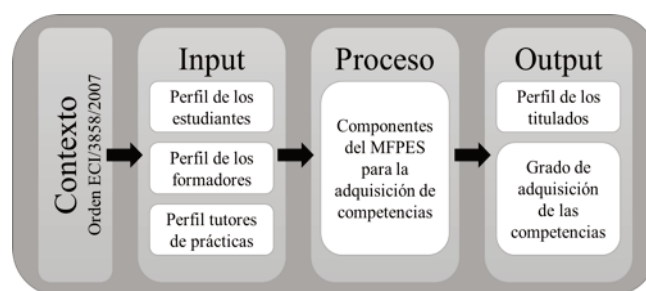 Contexto
Orden ECI/3858/2007
Input
Perfil de los
estudiantes
Perfil de los
formadores
Perfil tutores
de prácticas
Proceso
Componentes
del MFPES
para la
adquisición de
competencias
Output
Perfil de los
titulados
Grado de
adquisición
de las
competencias